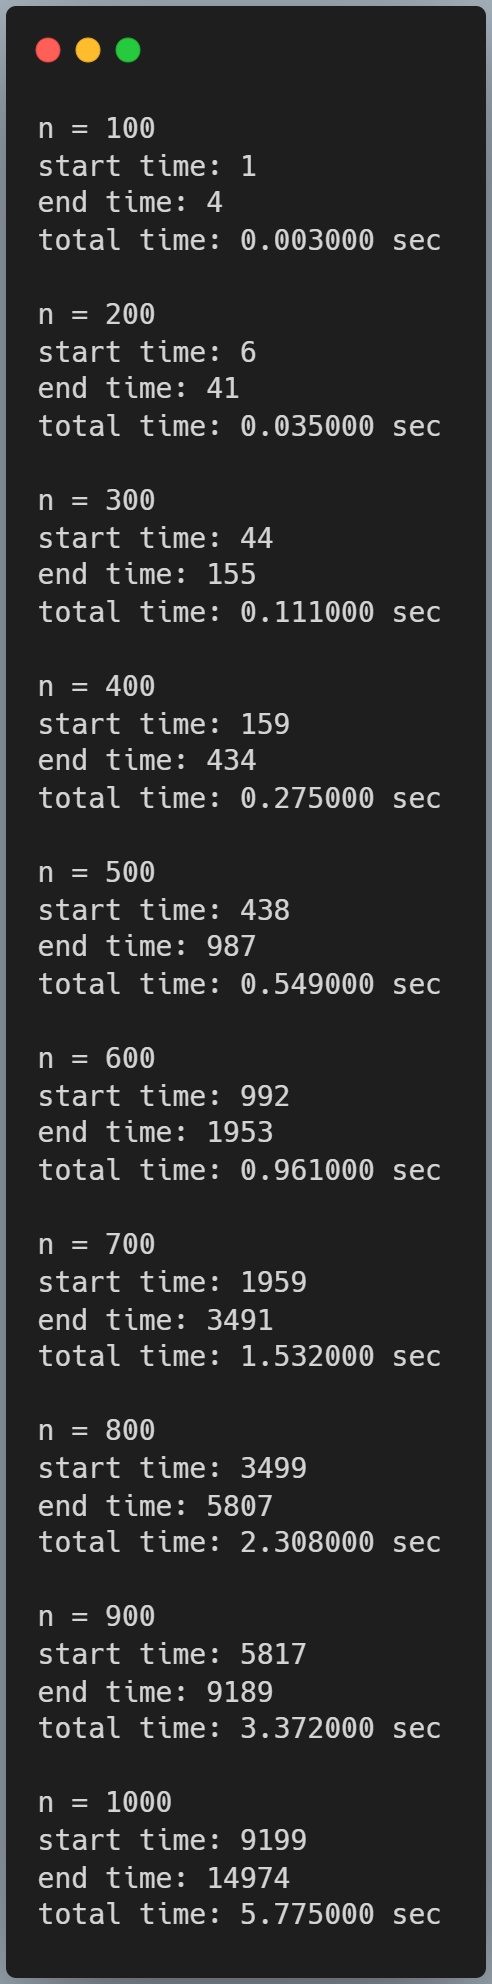 n = 100
start time: 1
end time: 4
total time: 0.003000 sec
n = 200
start time: 6
end time: 41
total time: 0.035000 sec
n = 300
start time: 44
end time: 155
total time: 0.111000 sec
n = 400
start time: 159
end time: 434
total time: 0.275000 sec
n = 500
start time: 438
end time: 987
total time: 0.549000 sec
n = 600
start time: 992
end time: 1953
total time: 0.961000 sec
n = 700
start time: 1959
end time: 3491
total time: 1.532000 sec
n = 800
start time: 3499
end time: 5807
total time: 2.308000 sec
n = 900
start time: 5817
end time: 9189
total time: 3.372000 sec
n = 1000
start time: 9199
end time: 14974
total time: 5.775000 sec